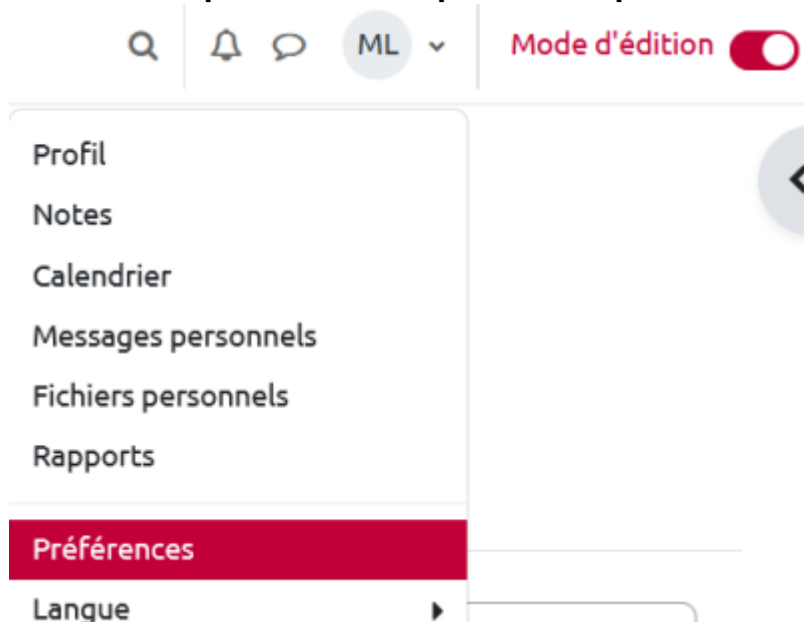 ML Mode d'édition
Profil
Notes
Calendrier
Messages personnels
Fichiers personnels
Rapports
Préférences
Langue